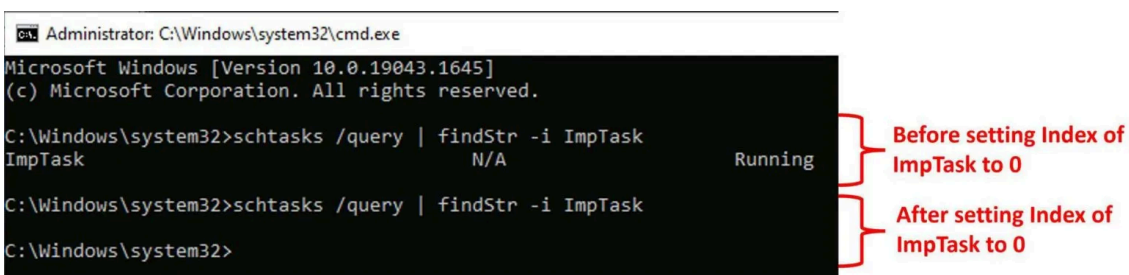 Administrator: C:\Windows\system32\cmd.exe
Microsoft Windows [Version 10.0.19043.1645]
(c) Microsoft Corporation. All rights reserved.
C:\Windows\system32>schtasks /query | findStr -i ImpTask
ImpTask N/A Running
Before setting Index of
ImpTask to 0
C:\Windows\system32>schtasks /query | findStr -i ImpTask
C:\Windows\system32>
After setting Index of
ImpTask to 0